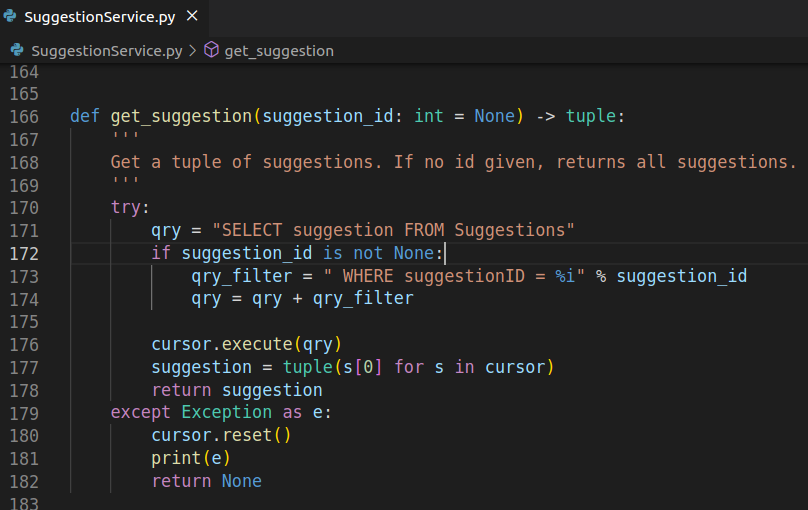 SuggestionService.py ×
SuggestionService.py > get_suggestion
164
165
166 def get_suggestion(suggestion_id: int = None) -> tuple:
167     '''
168     Get a tuple of suggestions. If no id given, returns all suggestions.
169     '''
170     try:
171         qry = "SELECT suggestion FROM Suggestions"
172         if suggestion_id is not None:
173             qry_filter = " WHERE suggestionID = %i" % suggestion_id
174             qry = qry + qry_filter
175
176         cursor.execute(qry)
177         suggestion = tuple(s[0] for s in cursor)
178         return suggestion
179     except Exception as e:
180         cursor.reset()
181         print(e)
182         return None
183